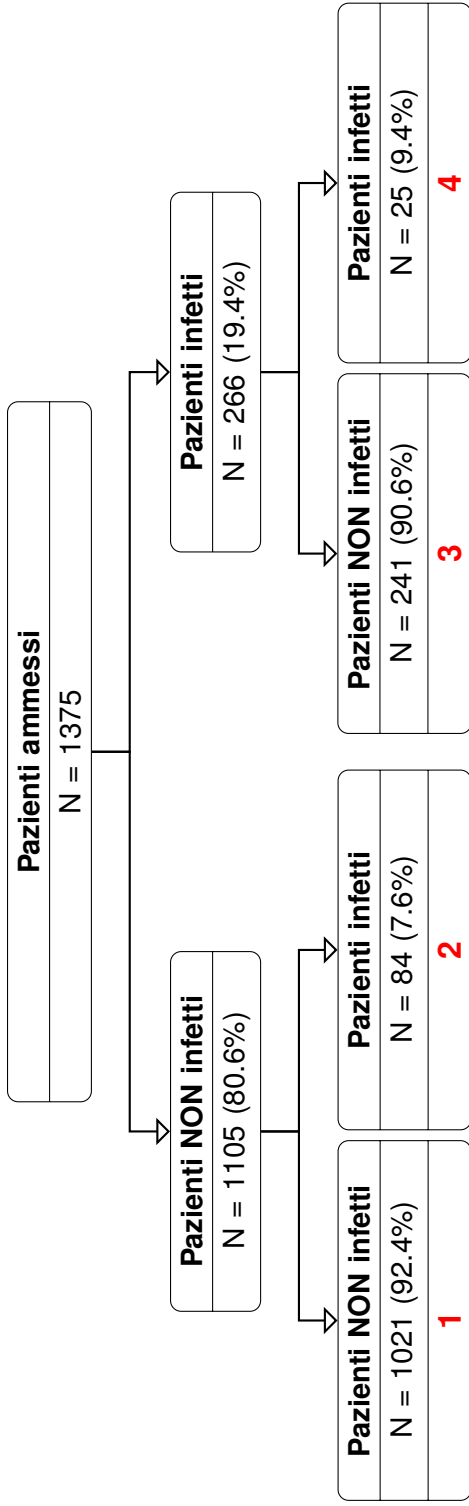 Pazienti ammessi
N = 1375
Pazienti NON infetti
N = 1105 (80.6%)
Pazienti infetti
N = 266 (19.4%)
Pazienti NON infetti
N = 1021 (92.4%)
1
Pazienti infetti
N = 84 (7.6%)
2
Pazienti NON infetti
N = 241 (90.6%)
3
Pazienti infetti
N = 25 (9.4%)
4